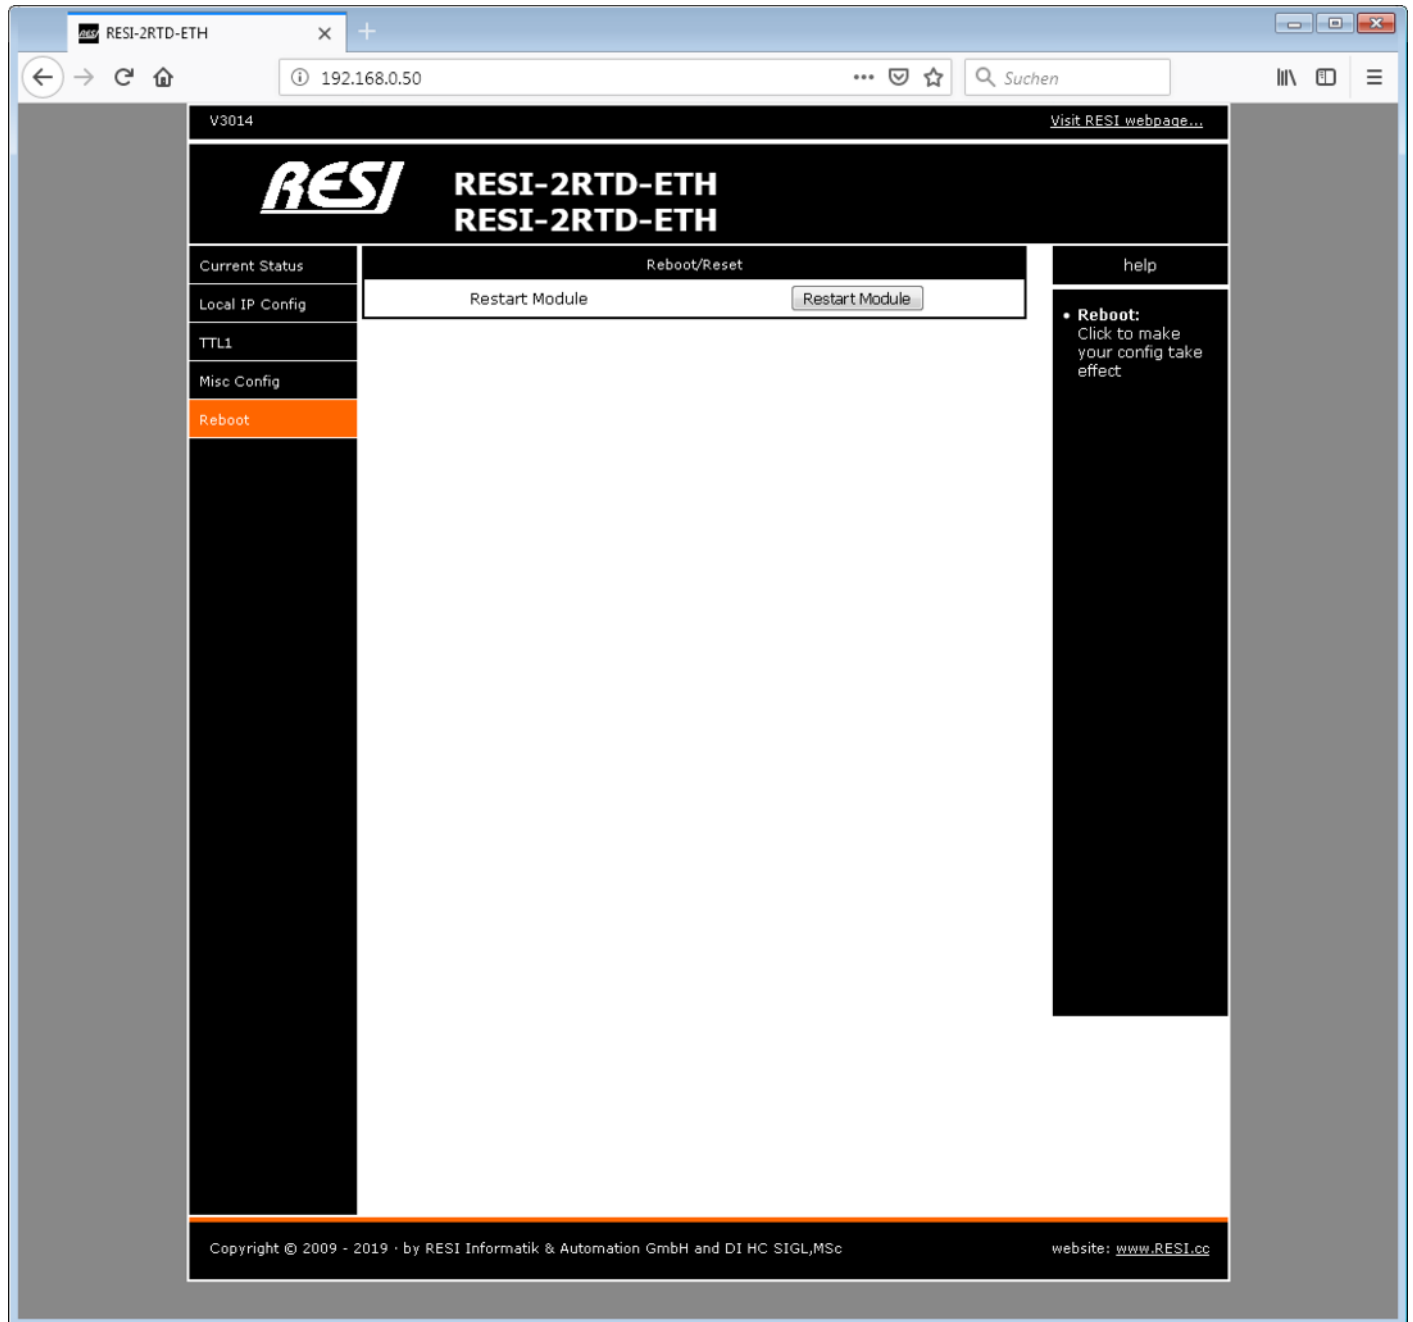 RESI RESI-2RTD-ETH
192.168.0.50
Suchen
V3014
Visit RESI webpage...
RESI
RESI-2RTD-ETH
RESI-2RTD-ETH
Current Status
Local IP Config
TTL1
Misc Config
Reboot
Reboot/Reset
Restart Module
Restart Module
help
• Reboot:
Click to make
your config take
effect
Copyright © 2009 - 2019 · by RESI Informatik & Automation GmbH and DI HC SIGL,MSc
website: www.RESI.cc